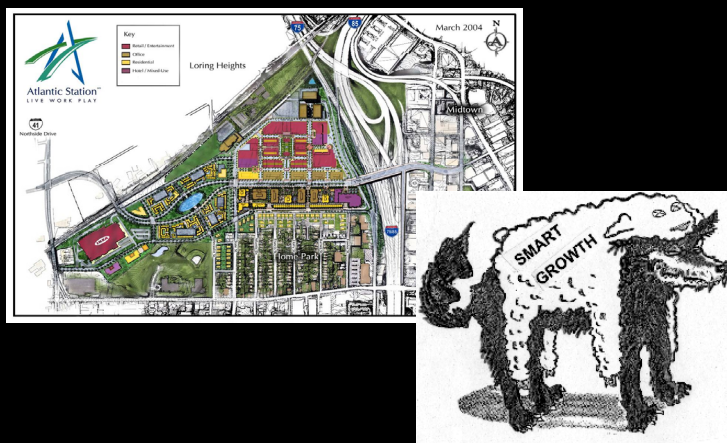 Key
Retail / Entertainment
Office
Residential
Hotel / Mixed-Use
Atlantic Station
LIVE WORK PLAY
41
Northside Drive
Loring Heights
75
85
March 2004
N
Midtown
Home Park
IKEA
SMART
GROWTH